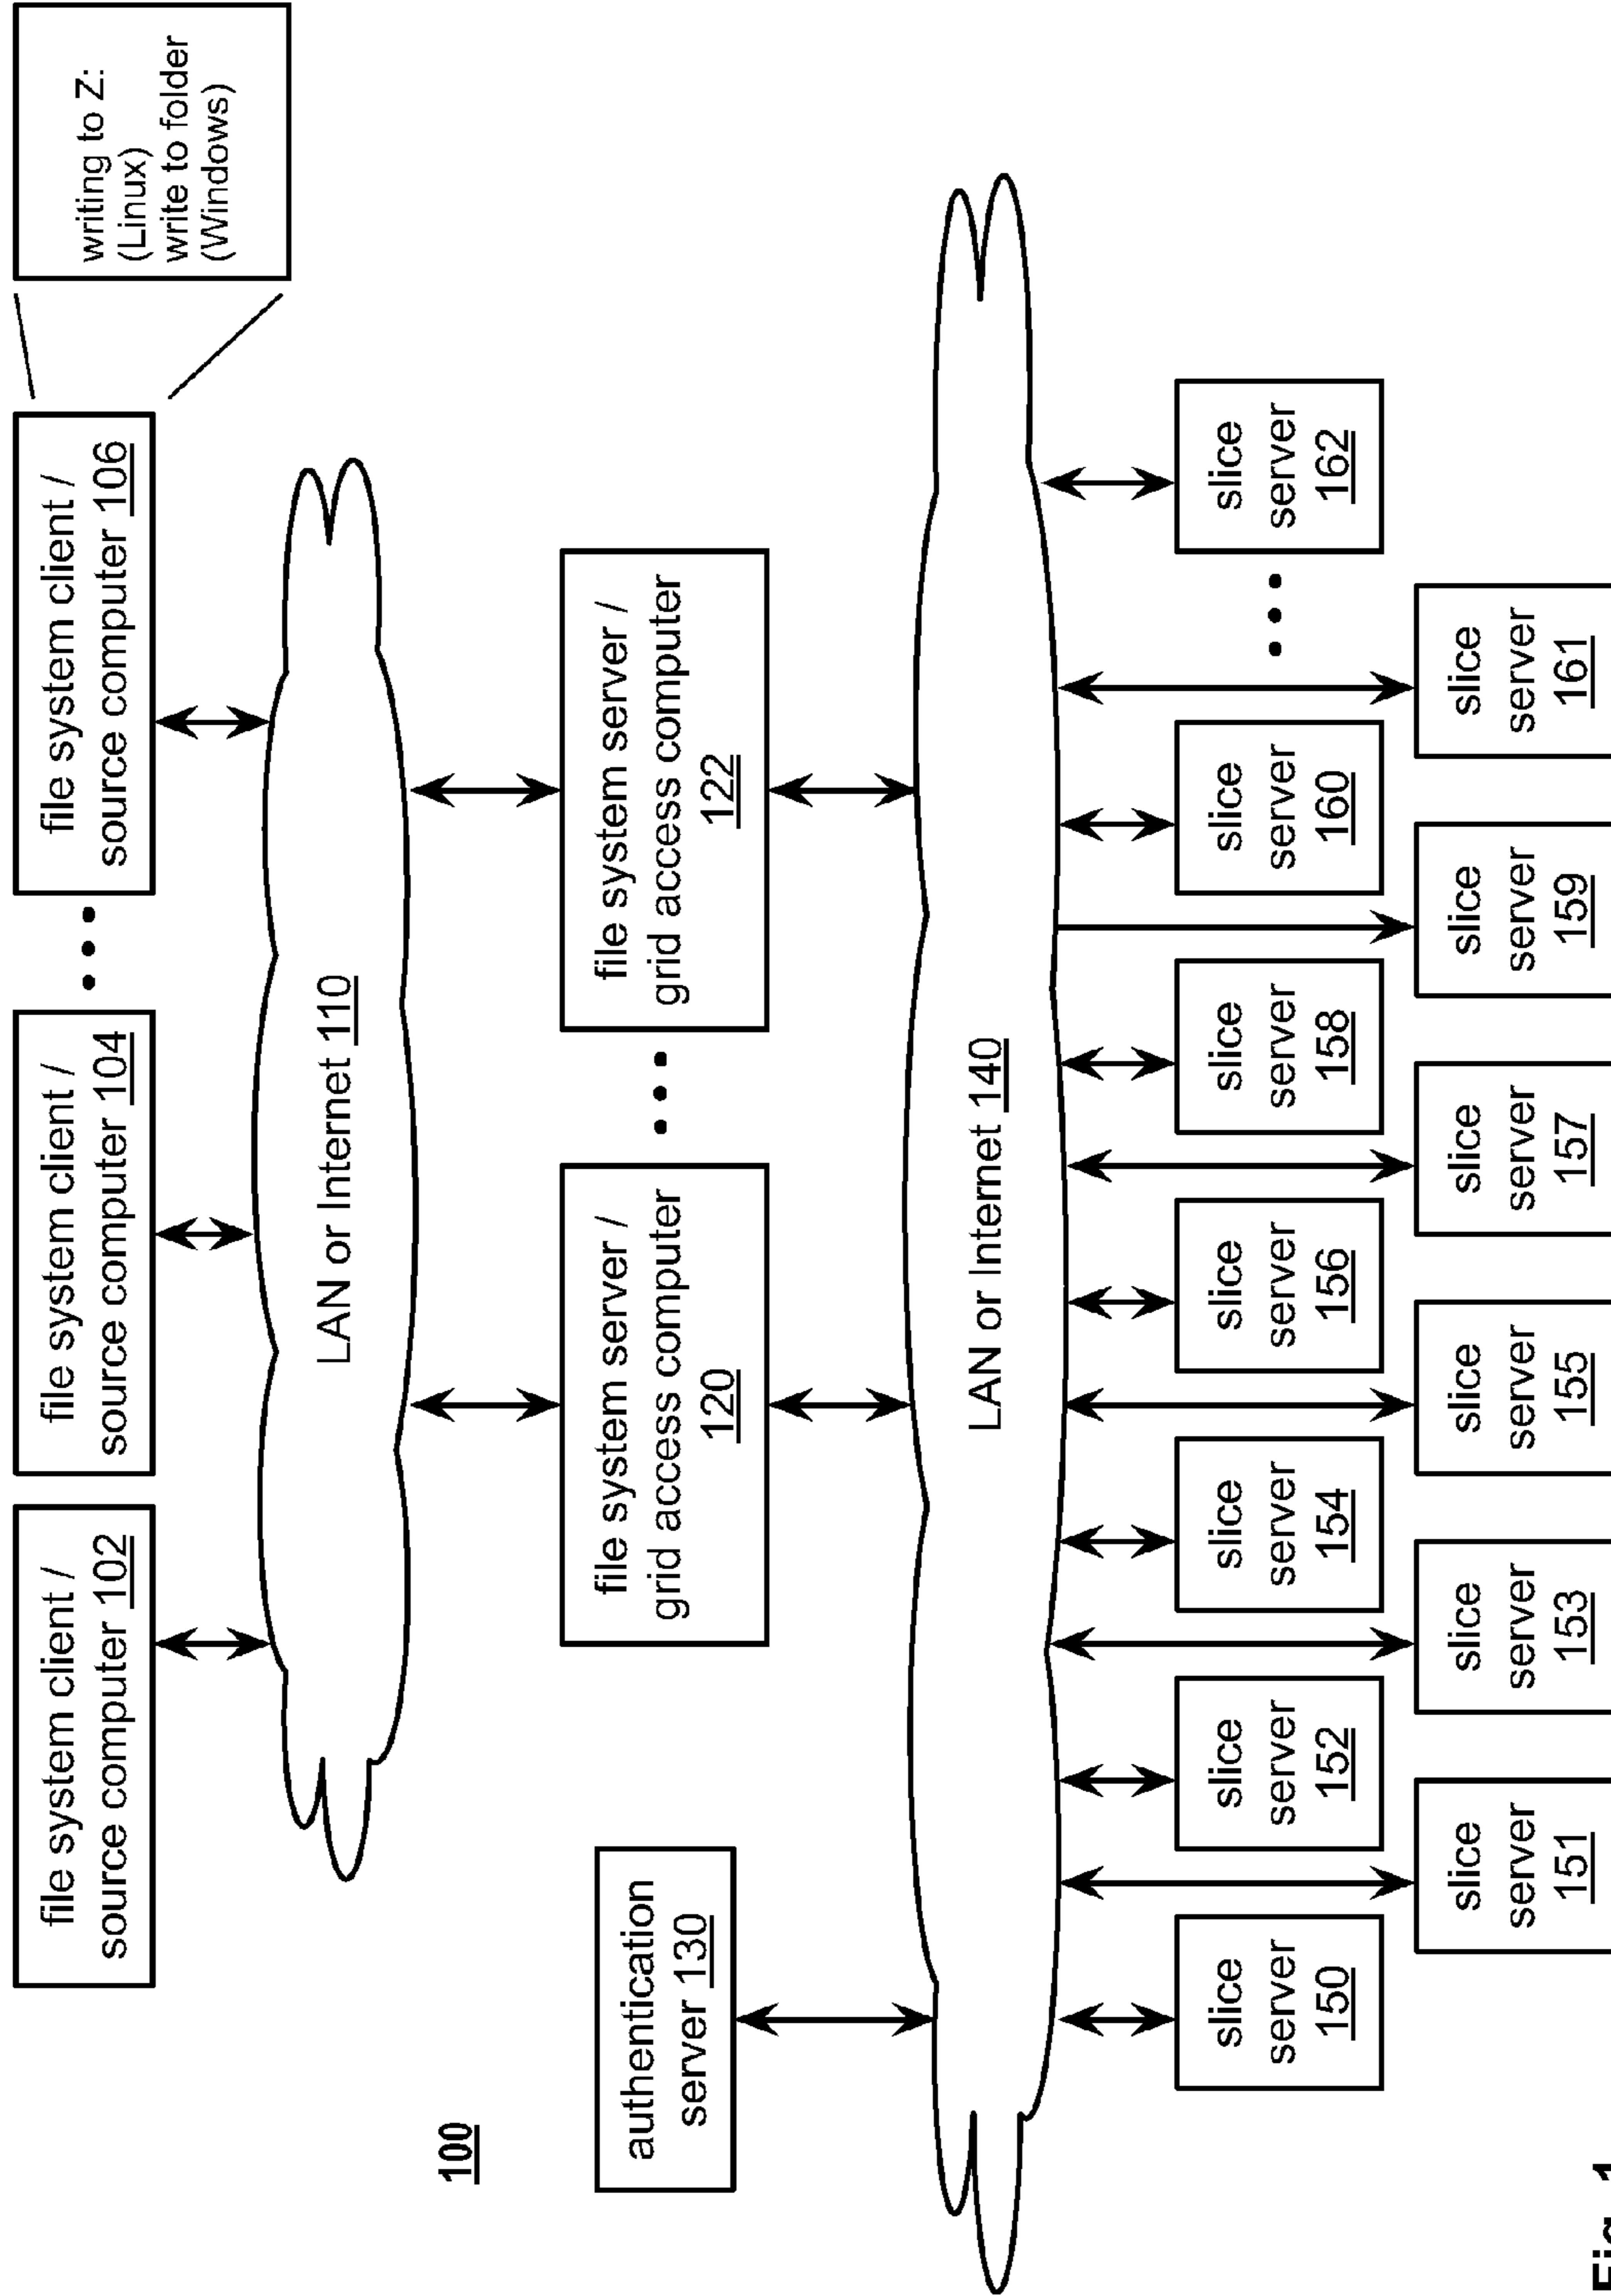 file system client /
source computer 102
file system client /
source computer 104
file system client /
source computer 106
writing to Z:
(Linux)
write to folder
(Windows)
LAN or Internet 110
100
authentication
server 130
file system server /
grid access computer
120
file system server /
grid access computer
122
LAN or Internet 140
slice
server
150
slice
server
152
slice
server
154
slice
server
156
slice
server
158
slice
server
160
slice
server
162
slice
server
151
slice
server
153
slice
server
155
slice
server
157
slice
server
159
slice
server
161
Fig. 1